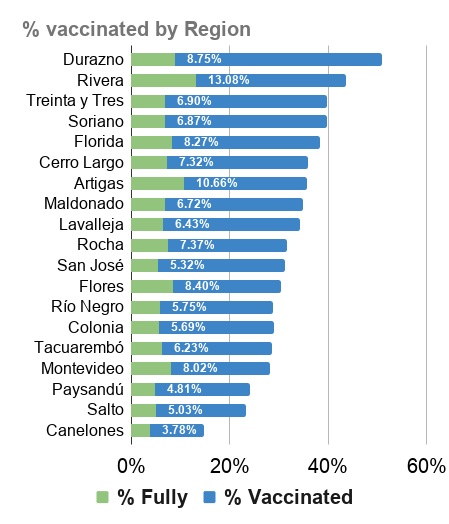 % vaccinated by Region
Durazno 8.75%
Rivera 13.08%
Treinta y Tres 6.90%
Soriano 6.87%
Florida 8.27%
Cerro Largo 7.32%
Artigas 10.66%
Maldonado 6.72%
Lavalleja 6.43%
Rocha 7.37%
San José 5.32%
Flores 8.40%
Río Negro 5.75%
Colonia 5.69%
Tacuarembó 6.23%
Montevideo 8.02%
Paysandú 4.81%
Salto 5.03%
Canelones 3.78%
0% 20% 40% 60%
% Fully % Vaccinated